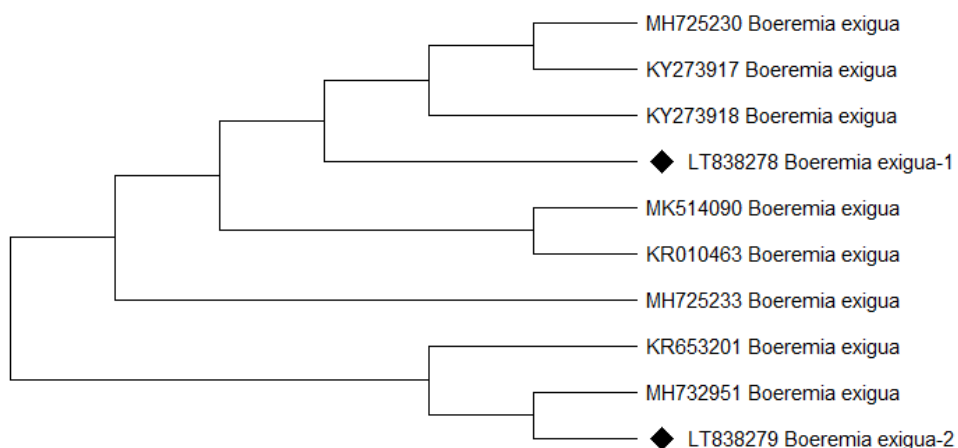 MH725230 Boeremia exigua
KY273917 Boeremia exigua
KY273918 Boeremia exigua
LT838278 Boeremia exigua-1
MK514090 Boeremia exigua
KR010463 Boeremia exigua
MH725233 Boeremia exigua
KR653201 Boeremia exigua
MH732951 Boeremia exigua
LT838279 Boeremia exigua-2